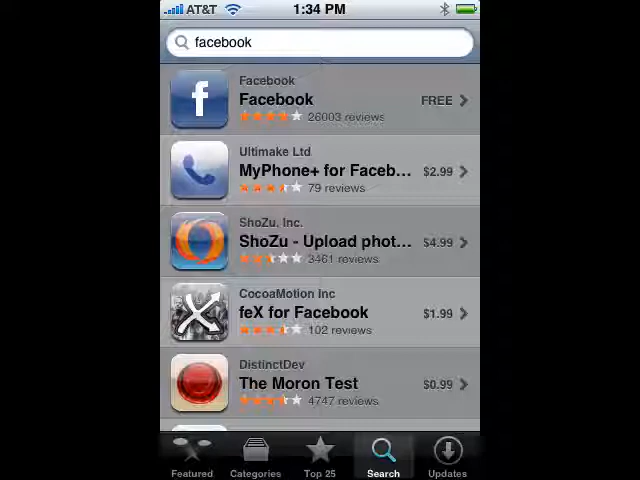 AT&T 1:34 PM
facebook
Facebook
Facebook FREE
26003 reviews
Ultimake Ltd
MyPhone+ for Faceb... $2.99
79 reviews
ShoZu, Inc.
ShoZu - Upload phot... $4.99
3461 reviews
CocoaMotion Inc
feX for Facebook $1.99
102 reviews
DistinctDev
The Moron Test $0.99
4747 reviews
Featured Categories Top 25 Search Updates